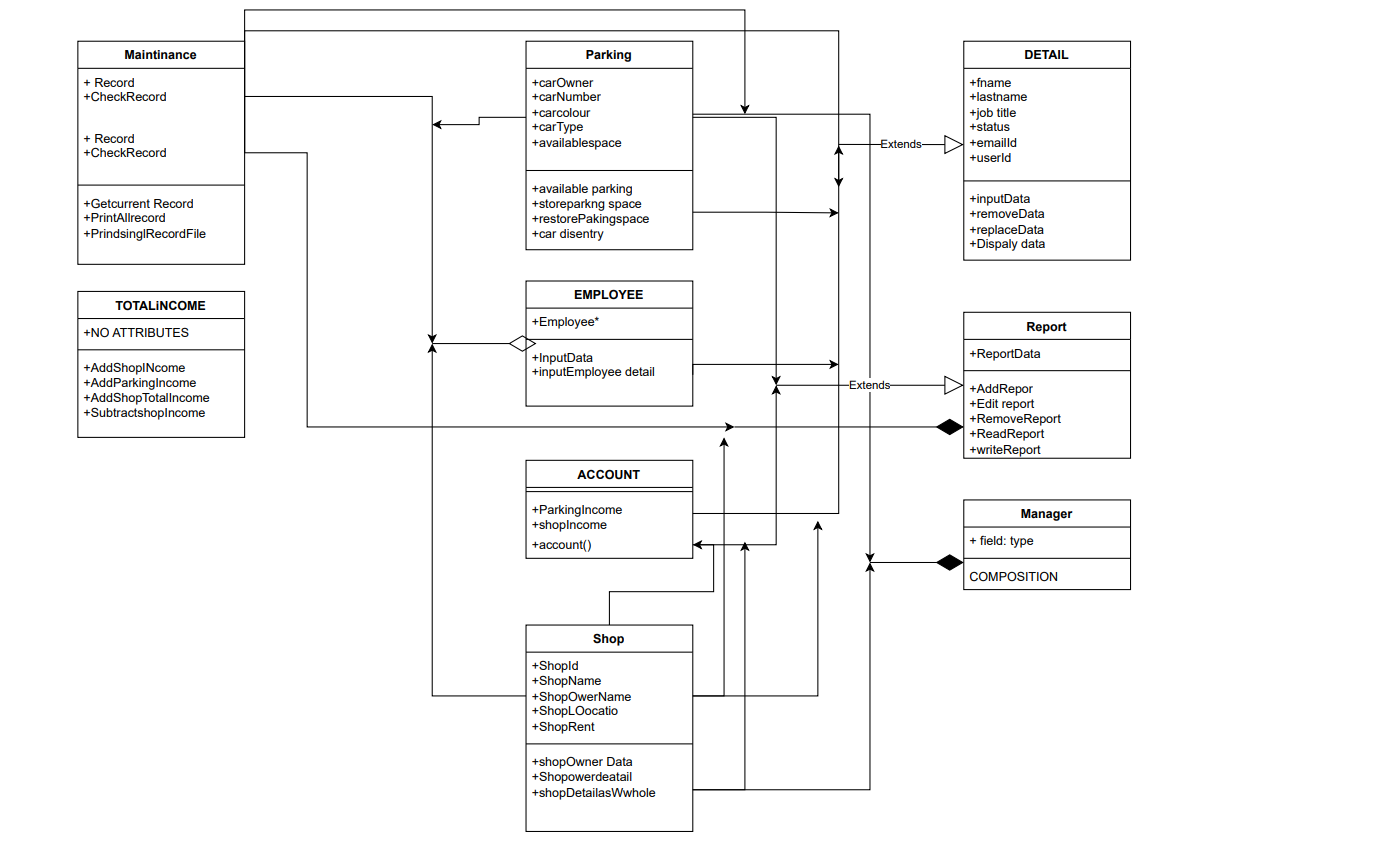 Maintinance
+ Record
+CheckRecord
+ Record
+CheckRecord
+Getcurrent Record
+PrintAllrecord
+PrindsinglRecordFile
TOTALiNCOME
+NO ATTRIBUTES
+AddShopINcome
+AddParkingIncome
+AddShopTotalIncome
+SubtractshopIncome
Parking
+carOwner
+carNumber
+carcolour
+carType
+availablespace
+available parking
+storeparkng space
+restorePakingspace
+car disentry
EMPLOYEE
+Employee*
+InputData
+inputEmployee detail
ACCOUNT
+ParkingIncome
+shopIncome
+account()
Shop
+ShopId
+ShopName
+ShopOwerName
+ShopLOocatio
+ShopRent
+shopOwner Data
+Shopowerdeatail
+shopDetailasWwhole
Extends
Extends
DETAIL
+fname
+lastname
+job title
+status
+emailId
+userId
+inputData
+removeData
+replaceData
+Dispaly data
Report
+ReportData
+AddRepor
+Edit report
+RemoveReport
+ReadReport
+writeReport
Manager
+ field: type
COMPOSITION